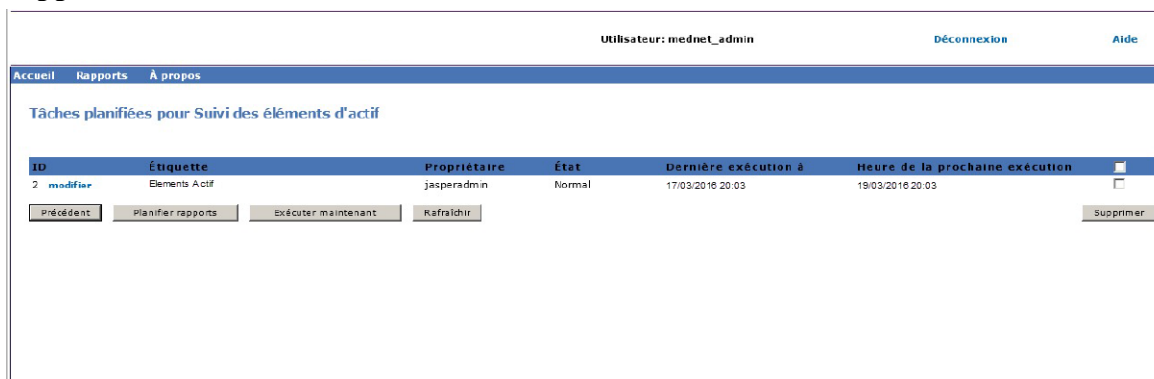 Utilisateur: mednet_admin Déconnexion Aide
Accueil Rapports À propos
Tâches planifiées pour Suivi des éléments d'actif
ID Étiquette Propriétaire État Dernière exécution à Heure de la prochaine exécution
2 modifier Elements Actif jasperadmin Normal 17/03/2016 20:03 19/03/2016 20:03
Précédent Planifier rapports Exécuter maintenant Rafraîchir Supprimer